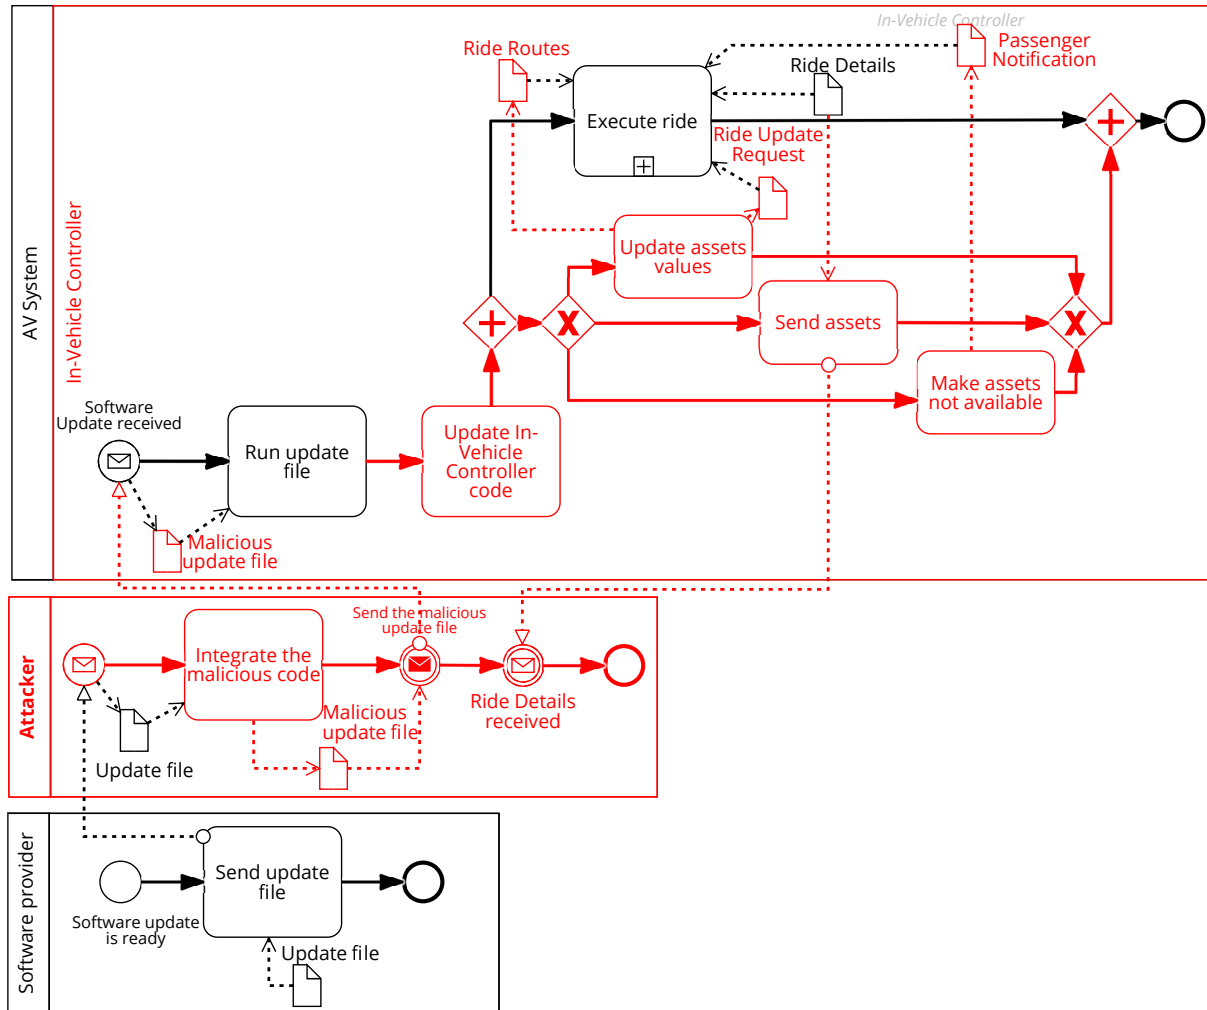 In-Vehicle Controller
Ride Routes
Passenger
Notification
Ride Details
Execute ride
Ride Update
Request
AV System
In-Vehicle Controller
Update assets
values
Send assets
Make assets
not available
Software
Update received
Run update
file
Update In-
Vehicle
Controller
code
Malicious
update file
Attacker
Send the malicious
update file
Integrate the
malicious code
Ride Details
received
Malicious
update file
Update file
Software provider
Send update
file
Software update
is ready
Update file